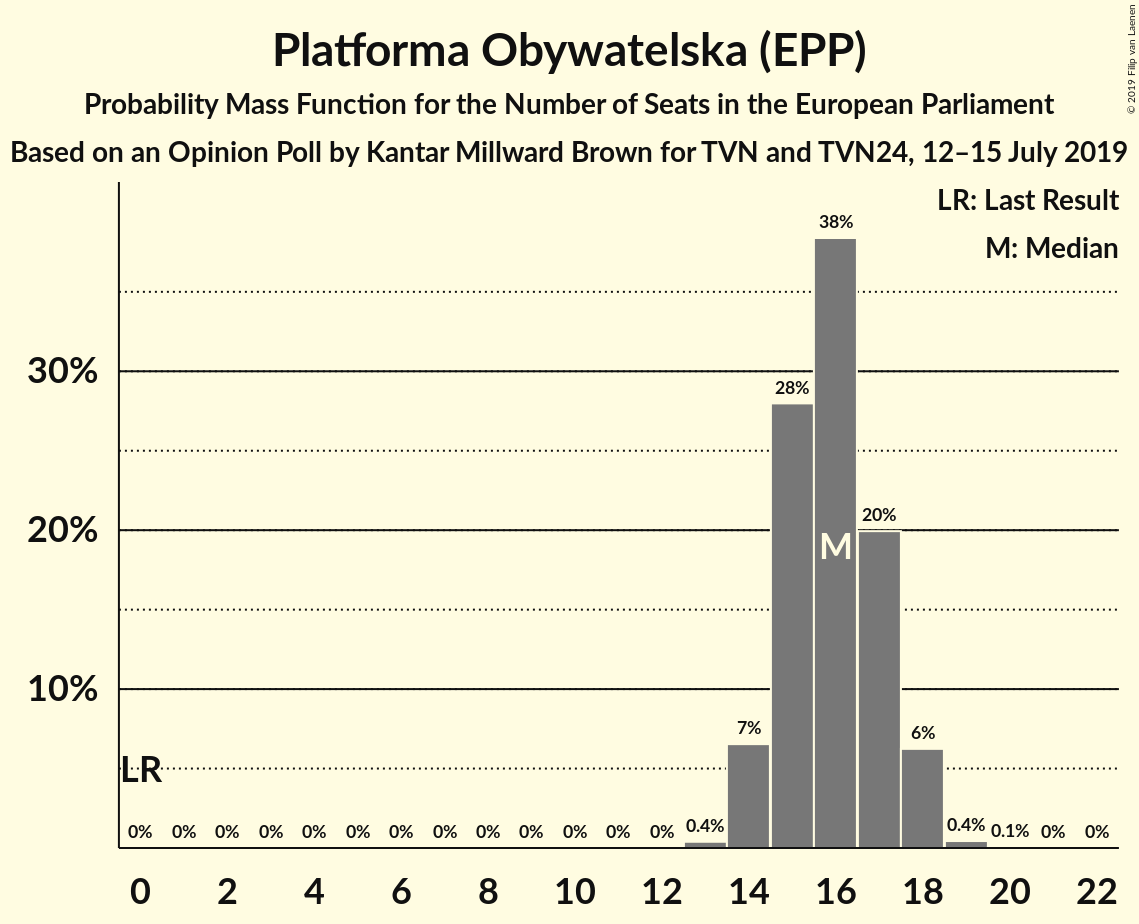 Platforma Obywatelska (EPP)
Probability Mass Function for the Number of Seats in the European Parliament
Based on an Opinion Poll by Kantar Millward Brown for TVN and TVN24, 12–15 July 2019
© 2019 Filip van Laenen
LR: Last Result
M: Median
38%
30%
28%
20%
20%
M
10%
7%
6%
LR
0% 0% 0% 0% 0% 0% 0% 0% 0% 0% 0% 0% 0% 0.4% 0.4% 0.1% 0% 0%
0 2 4 6 8 10 12 14 16 18 20 22